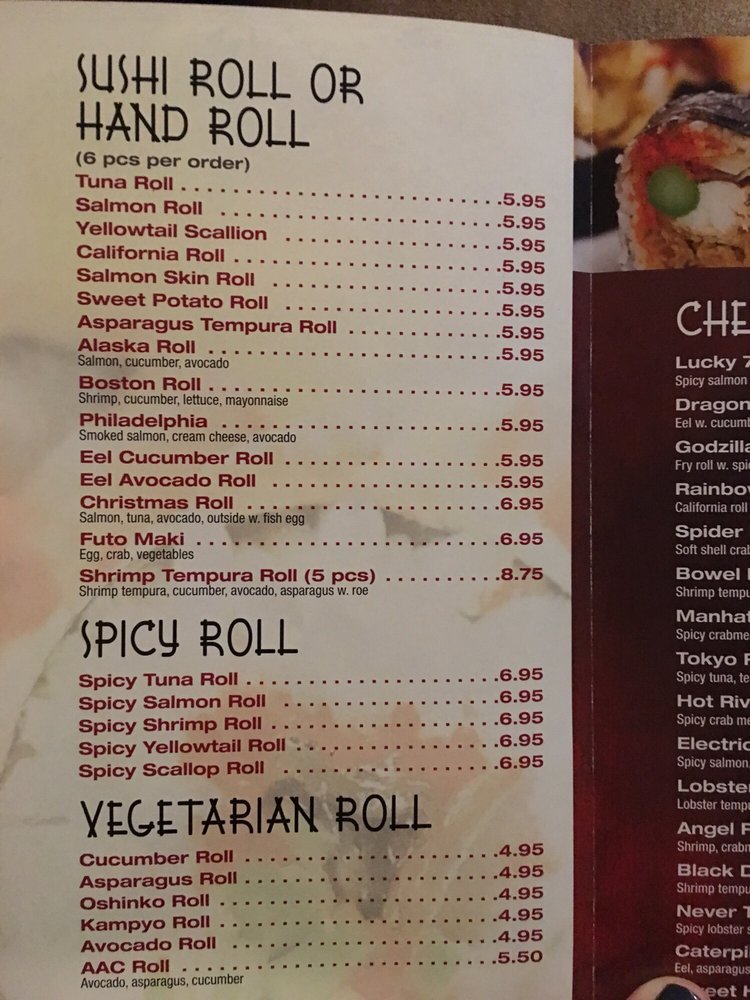 SUSHI ROLL OR
HAND ROLL
(6 pcs per order)
Tuna Roll . . . . . . . . . . . . . . . . . . . . . . . . . . .5.95
Salmon Roll . . . . . . . . . . . . . . . . . . . . . . . .5.95
Yellowtail Scallion . . . . . . . . . . . . . . . . . .5.95
California Roll . . . . . . . . . . . . . . . . . . . . . . .5.95
Salmon Skin Roll . . . . . . . . . . . . . . . . . . .5.95
Sweet Potato Roll . . . . . . . . . . . . . . . . . .5.95
Asparagus Tempura Roll . . . . . . . . . . . . .5.95
Alaska Roll . . . . . . . . . . . . . . . . . . . . . . . . .5.95
Salmon, cucumber, avocado
Boston Roll . . . . . . . . . . . . . . . . . . . . . . . . .5.95
Shrimp, cucumber, lettuce, mayonnaise
Philadelphia . . . . . . . . . . . . . . . . . . . . . . . .5.95
Smoked salmon, cream cheese, avocado
Eel Cucumber Roll . . . . . . . . . . . . . . . . . .5.95
Eel Avocado Roll . . . . . . . . . . . . . . . . . . .5.95
Christmas Roll . . . . . . . . . . . . . . . . . . . . . .6.95
Salmon, tuna, avocado, outside w. fish egg
Futo Maki . . . . . . . . . . . . . . . . . . . . . . . . . .6.95
Egg, crab, vegetables
Shrimp Tempura Roll (5 pcs) . . . . . . . . . .8.75
Shrimp tempura, cucumber, avocado, asparagus w. roe
SPICY ROLL
Spicy Tuna Roll . . . . . . . . . . . . . . . . . . . . . .6.95
Spicy Salmon Roll . . . . . . . . . . . . . . . . . .6.95
Spicy Shrimp Roll . . . . . . . . . . . . . . . . . . .6.95
Spicy Yellowtail Roll . . . . . . . . . . . . . . . . .6.95
Spicy Scallop Roll . . . . . . . . . . . . . . . . . .6.95
VEGETARIAN ROLL
Cucumber Roll . . . . . . . . . . . . . . . . . . . . . .4.95
Asparagus Roll . . . . . . . . . . . . . . . . . . . . . .4.95
Oshinko Roll . . . . . . . . . . . . . . . . . . . . . . . .4.95
Kampyo Roll . . . . . . . . . . . . . . . . . . . . . . . .4.95
Avocado Roll . . . . . . . . . . . . . . . . . . . . . . .4.95
AAC Roll . . . . . . . . . . . . . . . . . . . . . . . . . . .5.50
Avocado, asparagus, cucumber
CHE
Lucky 7
Spicy salmon
Dragon
Eel w. cucumb
Godzilla
Fry roll w. spi
Rainbow
California roll
Spider
Soft shell crab
Bowel
Shrimp tempu
Manhat
Spicy crabme
Tokyo
Spicy tuna, te
Hot Riv
Spicy crab me
Electric
Spicy salmon,
Lobster
Lobster tempu
Angel
Shrimp, crabm
Black D
Shrimp tempu
Never T
Spicy lobster s
Caterpi
Eel, asparagus